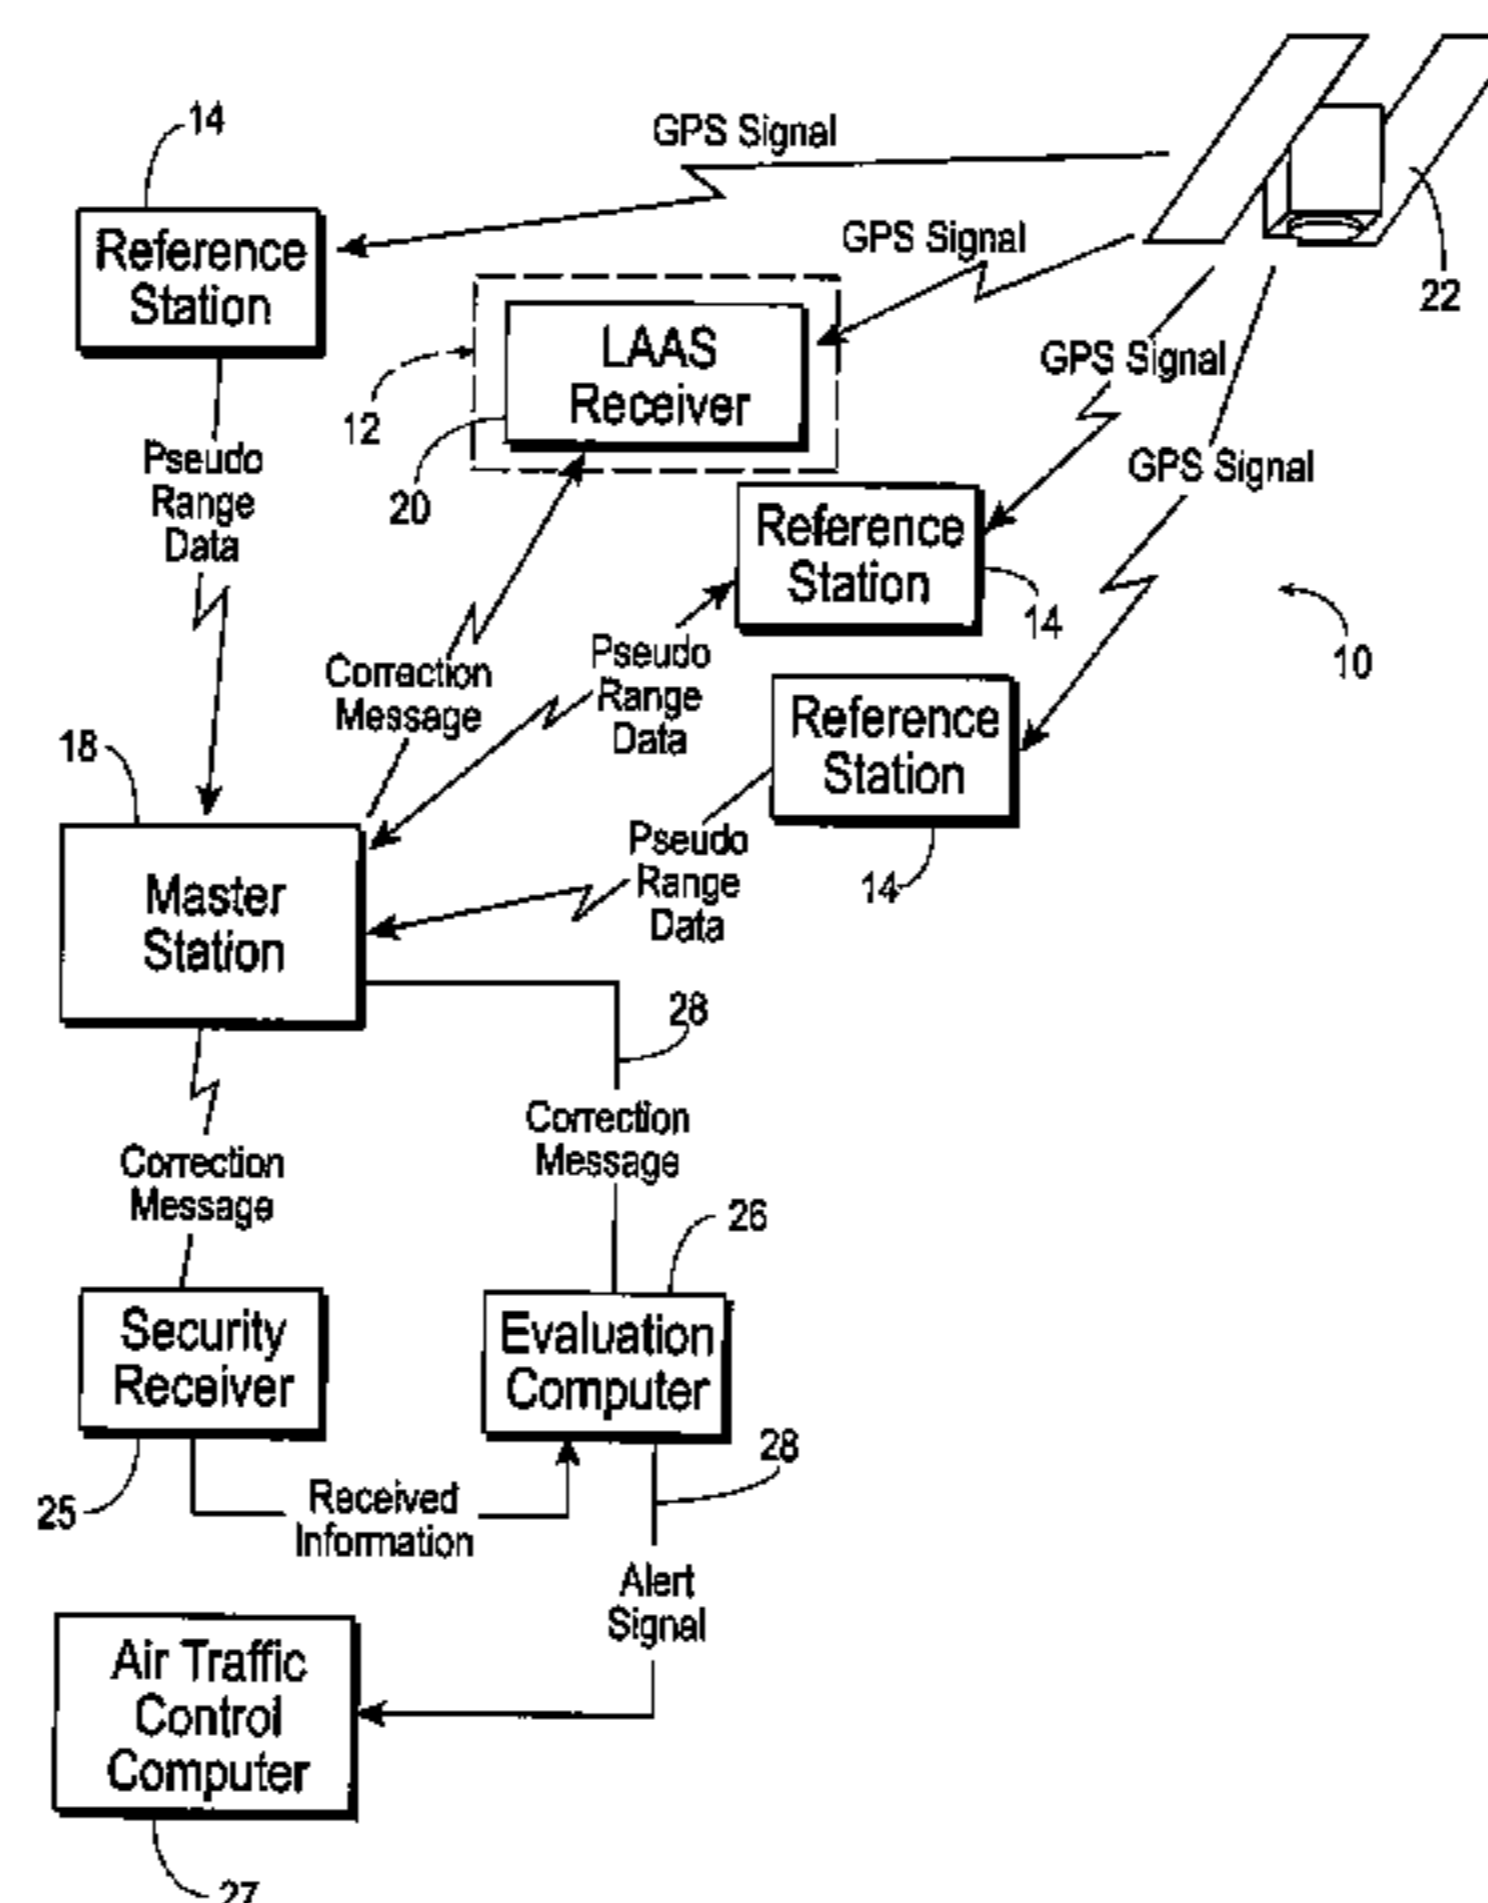 GPS Signal
14
Reference
Station
GPS Signal
22
LAAS
Receiver
12
20
GPS Signal
GPS Signal
Pseudo
Range
Data
Reference
Station
14
10
Correction
Message
Pseudo
Range
Data
Reference
Station
14
18
Master
Station
Pseudo
Range
Data
28
Correction
Message
Correction
Message
26
Security
Receiver
25
Evaluation
Computer
28
Received
Information
Alert
Signal
Air Traffic
Control
Computer
27